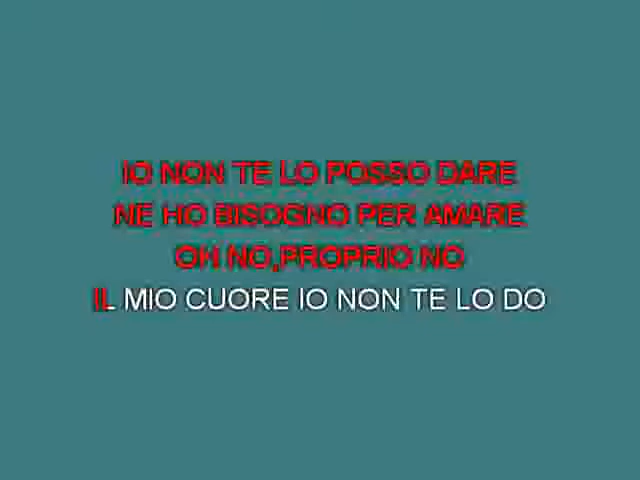 IO NON TE LO POSSO DARE
NE HO BISOGNO PER AMARE
OH NO,PROPRIO NO
IL MIO CUORE IO NON TE LO DO